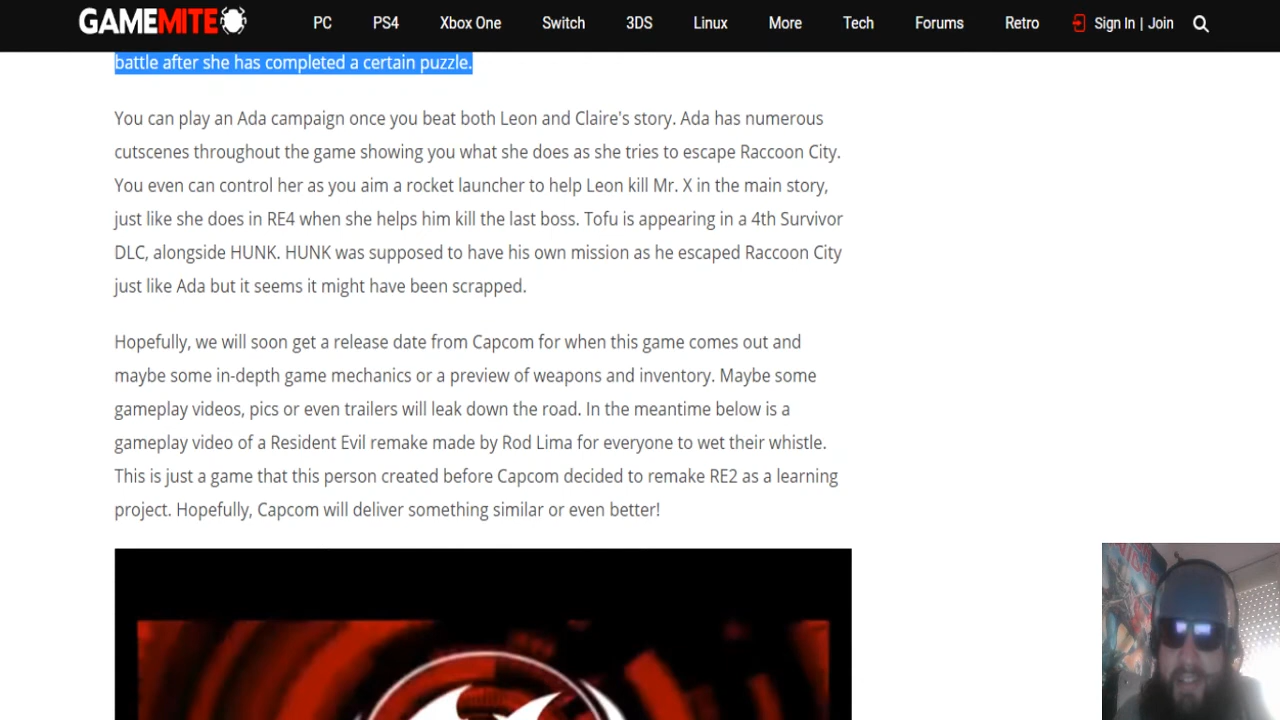 GAMEMITE PC PS4 Xbox One Switch 3DS Linux More Tech Forums Retro Sign In | Join
battle after she has completed a certain puzzle.
You can play an Ada campaign once you beat both Leon and Claire's story. Ada has numerous
cutscenes throughout the game showing you what she does as she tries to escape Raccoon City.
You even can control her as you aim a rocket launcher to help Leon kill Mr. X in the main story,
just like she does in RE4 when she helps him kill the last boss. Tofu is appearing in a 4th Survivor
DLC, alongside HUNK. HUNK was supposed to have his own mission as he escaped Raccoon City
just like Ada but it seems it might have been scrapped.
Hopefully, we will soon get a release date from Capcom for when this game comes out and
maybe some in-depth game mechanics or a preview of weapons and inventory. Maybe some
gameplay videos, pics or even trailers will leak down the road. In the meantime below is a
gameplay video of a Resident Evil remake made by Rod Lima for everyone to wet their whistle.
This is just a game that this person created before Capcom decided to remake RE2 as a learning
project. Hopefully, Capcom will deliver something similar or even better!